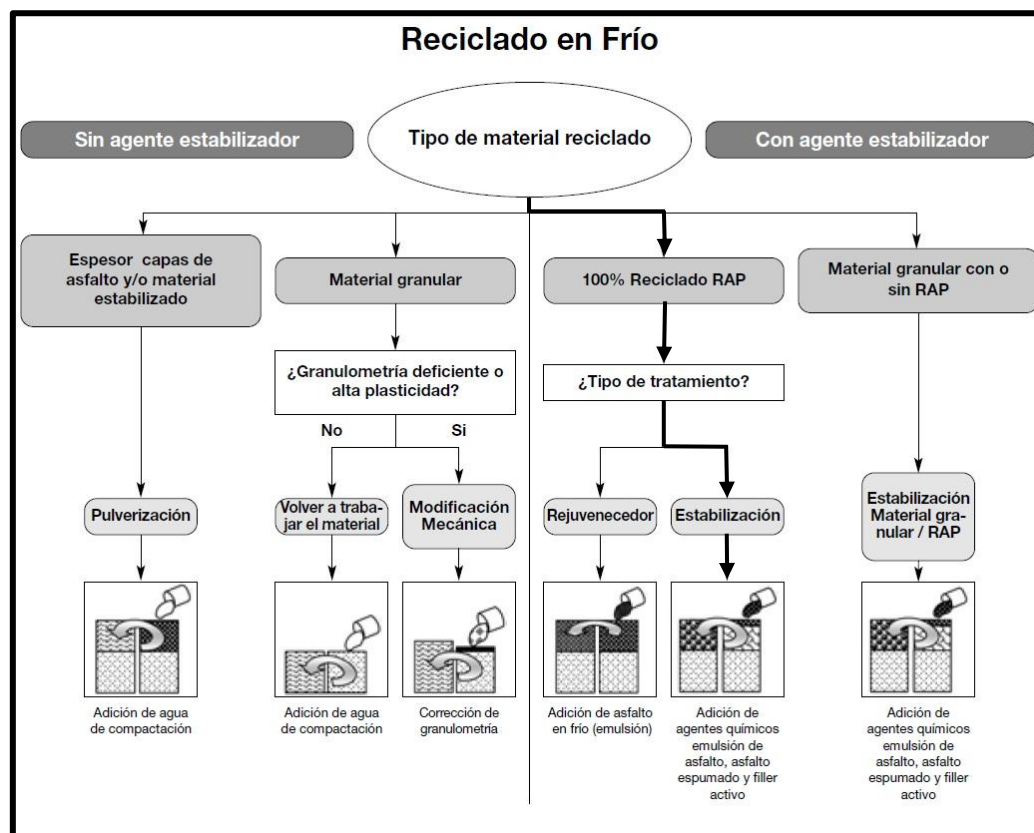 Reciclado en Frío
Sin agente estabilizador
Tipo de material reciclado
Con agente estabilizador
Espesor capas de
asfalto y/o material
estabilizado
Material granular
100% Reciclado RAP
Material granular con o
sin RAP
¿Granulometría deficiente o
alta plasticidad?
¿Tipo de tratamiento?
No
Si
Pulverización
Volver a traba-
jar el material
Modificación
Mecánica
Rejuvenecedor
Estabilización
Estabilización
Material gra-
nular / RAP
Adición de agua
de compactación
Adición de agua
de compactación
Corrección de
granulometría
Adición de asfalto
en frío (emulsión)
Adición de
agentes químicos
emulsión de
asfalto, asfalto
espumado y filler
activo
Adición de
agentes químicos
emulsión de
asfalto, asfalto
espumado y filler
activo